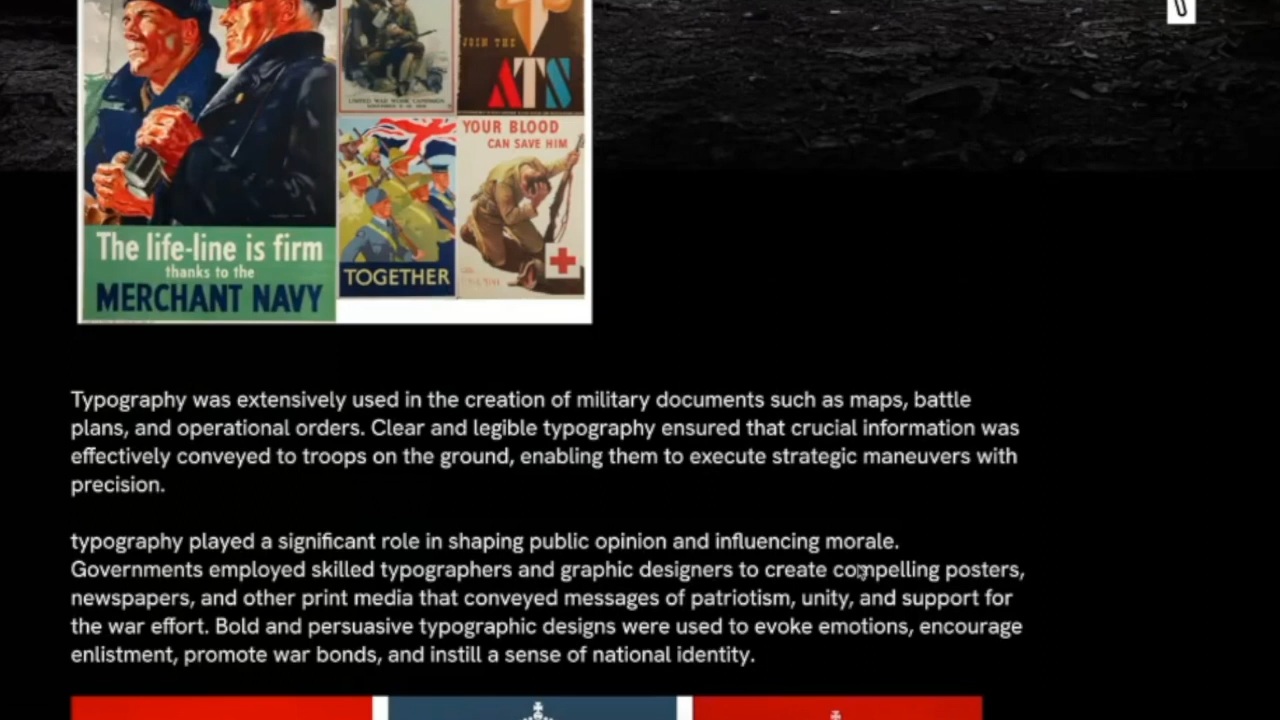 JOIN THE
ATS
UNITED WAR WORK CAMPAIGN
YOUR BLOOD
CAN SAVE HIM
The life-line is firm
thanks to the
MERCHANT NAVY
TOGETHER
Typography was extensively used in the creation of military documents such as maps, battle
plans, and operational orders. Clear and legible typography ensured that crucial information was
effectively conveyed to troops on the ground, enabling them to execute strategic maneuvers with
precision.
typography played a significant role in shaping public opinion and influencing morale.
Governments employed skilled typographers and graphic designers to create compelling posters,
newspapers, and other print media that conveyed messages of patriotism, unity, and support for
the war effort. Bold and persuasive typographic designs were used to evoke emotions, encourage
enlistment, promote war bonds, and instill a sense of national identity.